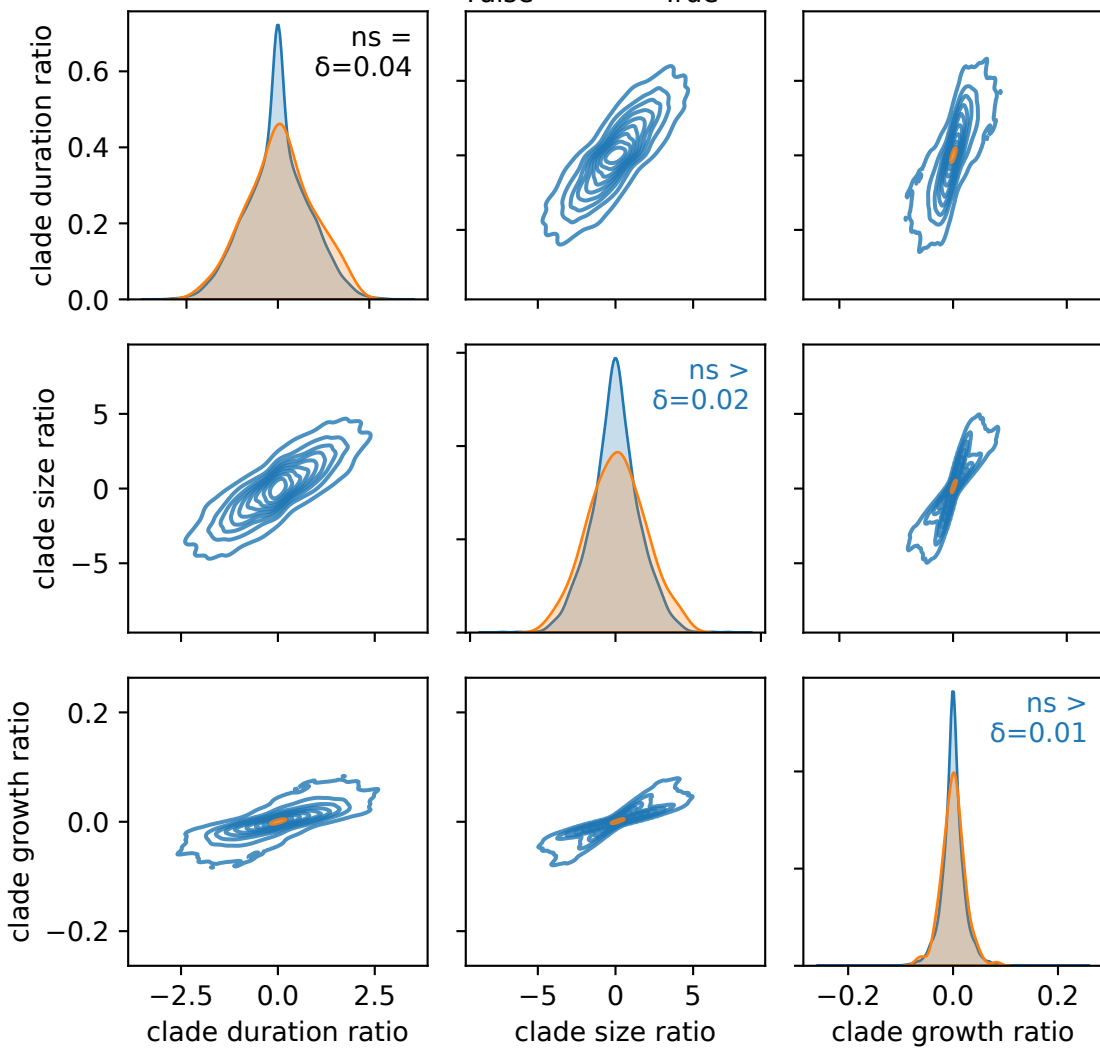 clade duration ratio
0.6
0.4
0.2
0.0
ns =
δ=0.04
clade size ratio
5
0
−5
ns >
δ=0.02
clade growth ratio
0.2
0.0
−0.2
ns >
δ=0.01
−2.5 0.0 2.5
−5 0 5
−0.2 0.0 0.2
clade duration ratio
clade size ratio
clade growth ratio